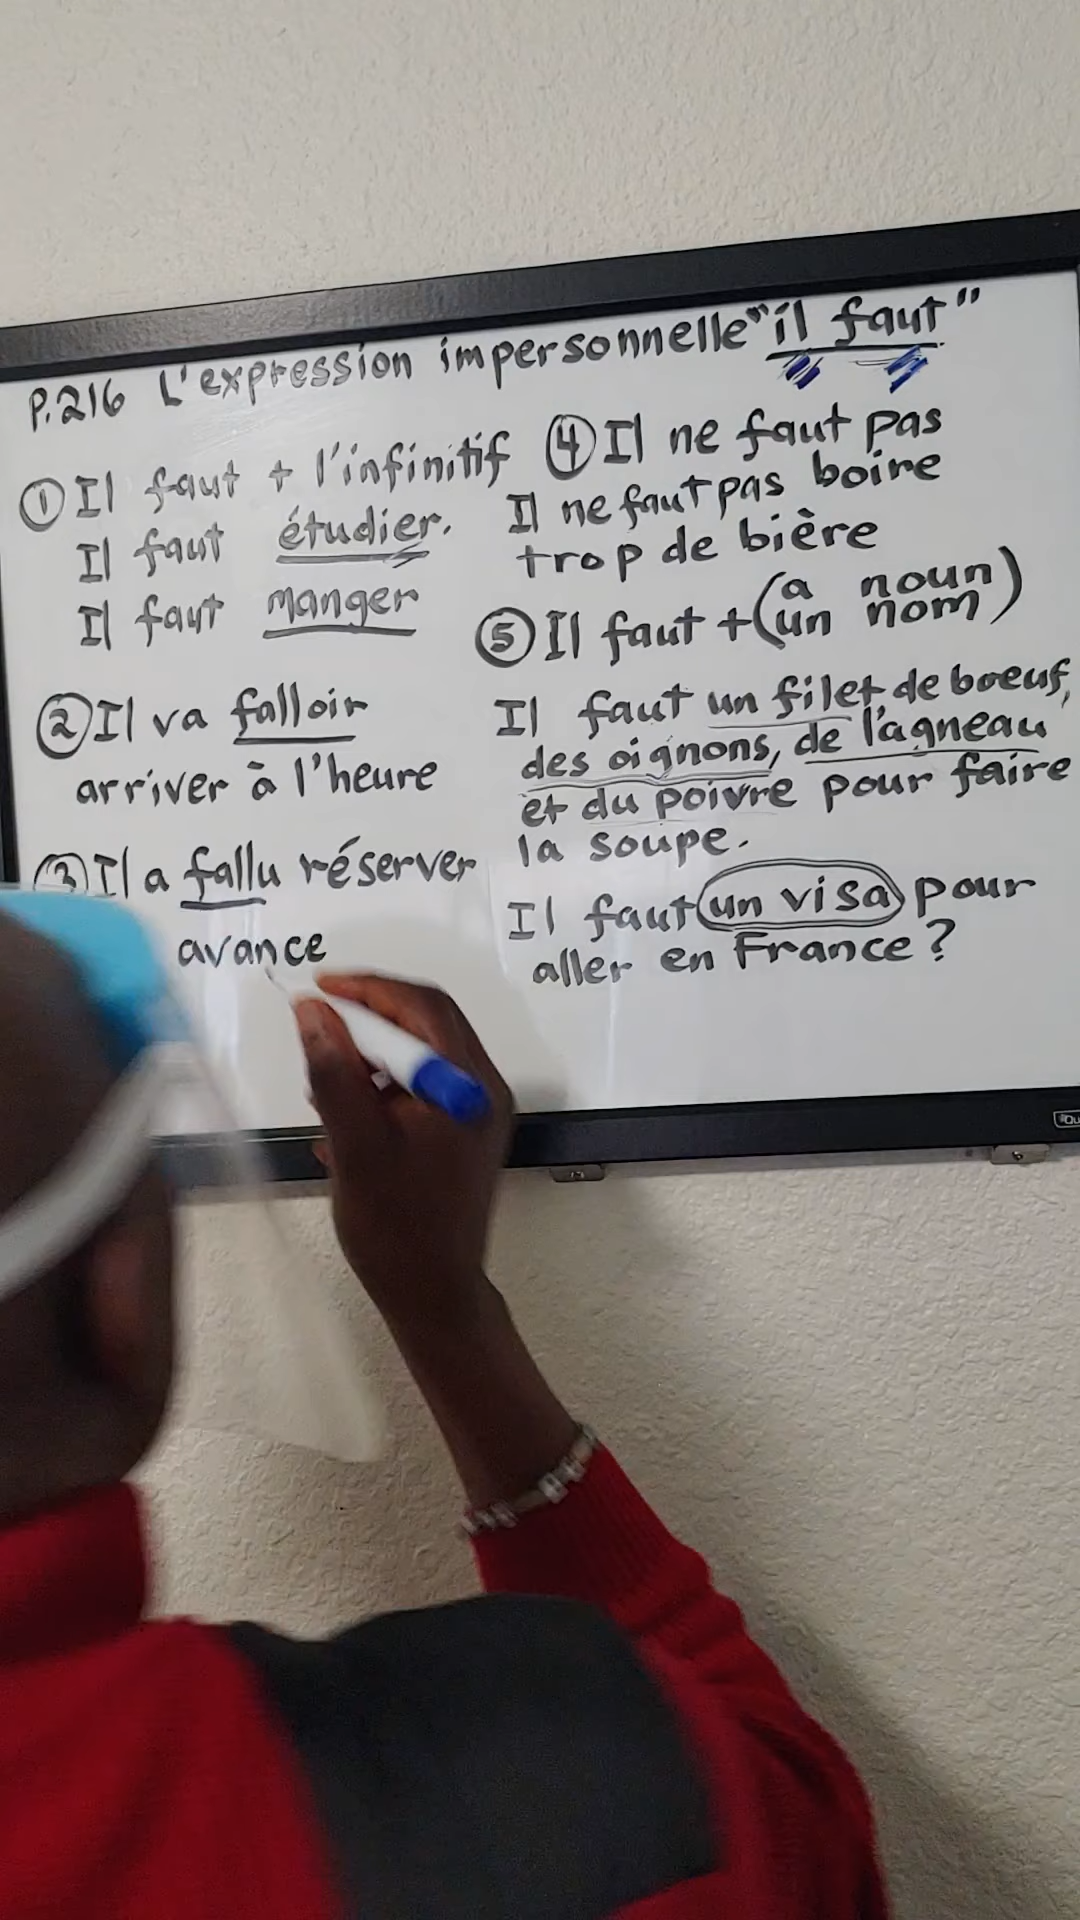 P.216 L'expression impersonnelle "il faut"
① Il faut + l'infinitif
Il faut étudier.
Il faut manger
② Il va falloir
arriver à l'heure
③ Il a fallu réserver
avance
④ Il ne faut pas
Il ne faut pas boire
trop de bière
⑤ Il faut + (a noun
un nom)
Il faut un filet de boeuf,
des oignons, de l'agneau
et du poivre pour faire
la soupe.
Il faut un visa pour
aller en France?